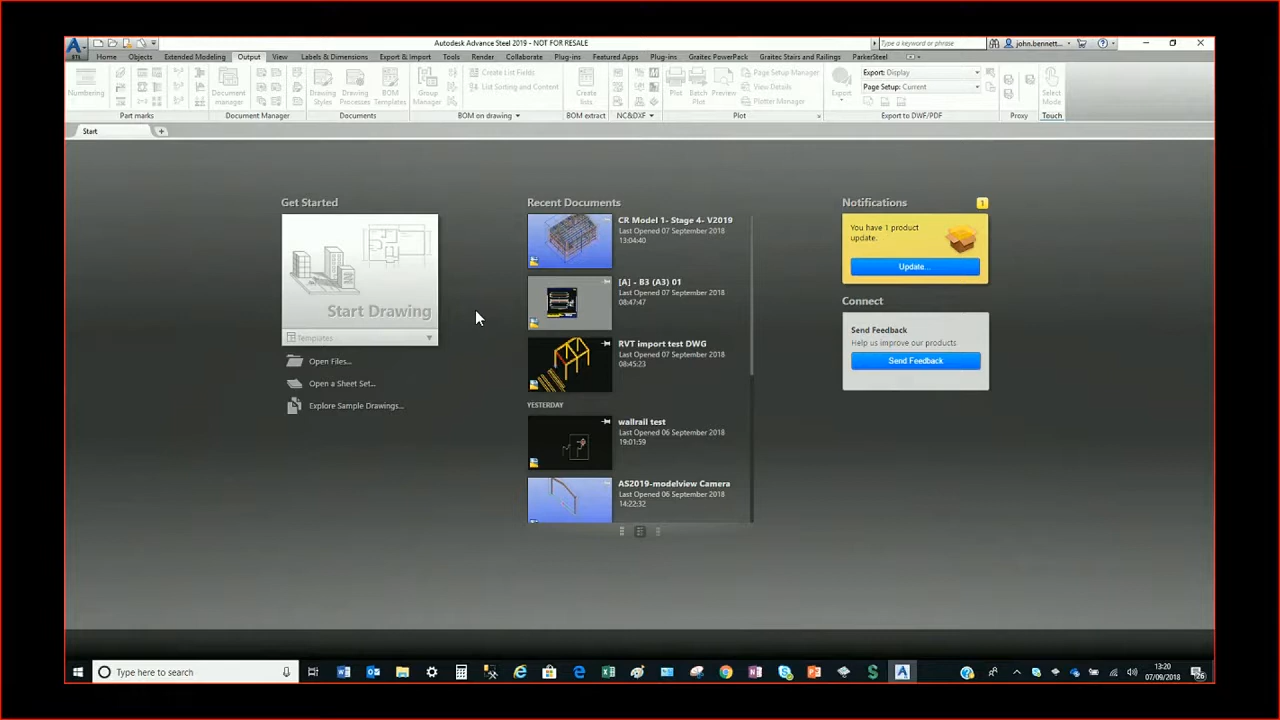 Autodesk Advance Steel 2019 - NOT FOR RESALE
Type a keyword or phrase
john.bennett...
Home Objects Extended Modeling Output View Labels & Dimensions Export & Import Tools Render Collaborate Plug-ins Featured Apps Plug-ins Graitec PowerPack Graitec Stairs and Railings ParkerSteel
Numbering
Document manager
Drawing Styles
Drawing Processes
BOM Templates
Group Manager
Create List Fields
List Sorting and Content
Create lists
Plot
Batch Plot
Preview
Page Setup Manager
View Details
Plotter Manager
Export
Export: Display
Page Setup: Current
Select Mode
Part marks Document Manager Documents BOM on drawing BOM extract NC&DXF Plot Export to DWF/PDF Proxy Touch
Start
Get Started
Start Drawing
Templates
Open Files...
Open a Sheet Set...
Explore Sample Drawings...
Recent Documents
CR Model 1- Stage 4- V2019
Last Opened 07 September 2018
13:04:40
[A] - B3 (A3) 01
Last Opened 07 September 2018
08:47:47
RVT import test DWG
Last Opened 07 September 2018
08:45:23
YESTERDAY
wallrail test
Last Opened 06 September 2018
19:01:59
AS2019-modelview Camera
Last Opened 06 September 2018
14:22:32
Notifications
1
You have 1 product
update.
Update...
Connect
Send Feedback
Help us improve our products
Send Feedback
Type here to search
13:20
07/09/2018
26